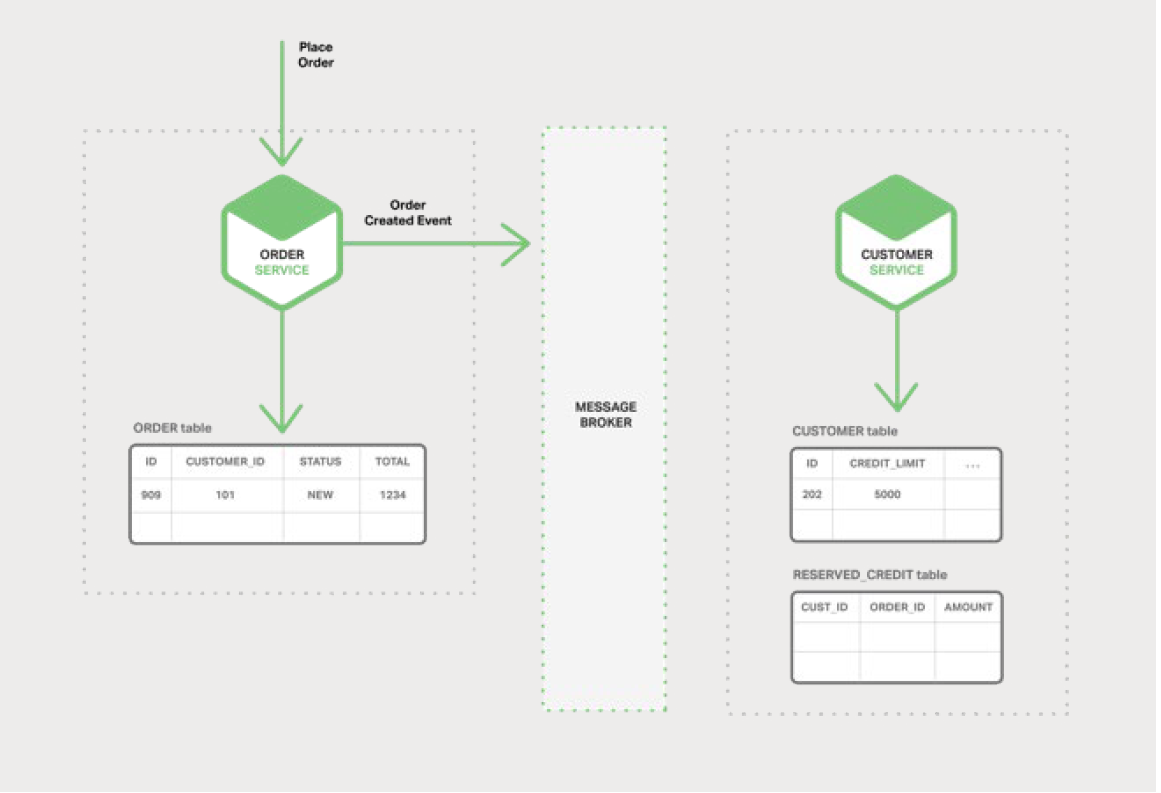 Place
Order
Order
Created Event
ORDER
SERVICE
CUSTOMER
SERVICE
MESSAGE
BROKER
ORDER table
ID CUSTOMER_ID STATUS TOTAL
909 101 NEW 1234
CUSTOMER table
ID CREDIT_LIMIT ...
202 5000
RESERVED_CREDIT table
CUST_ID ORDER_ID AMOUNT